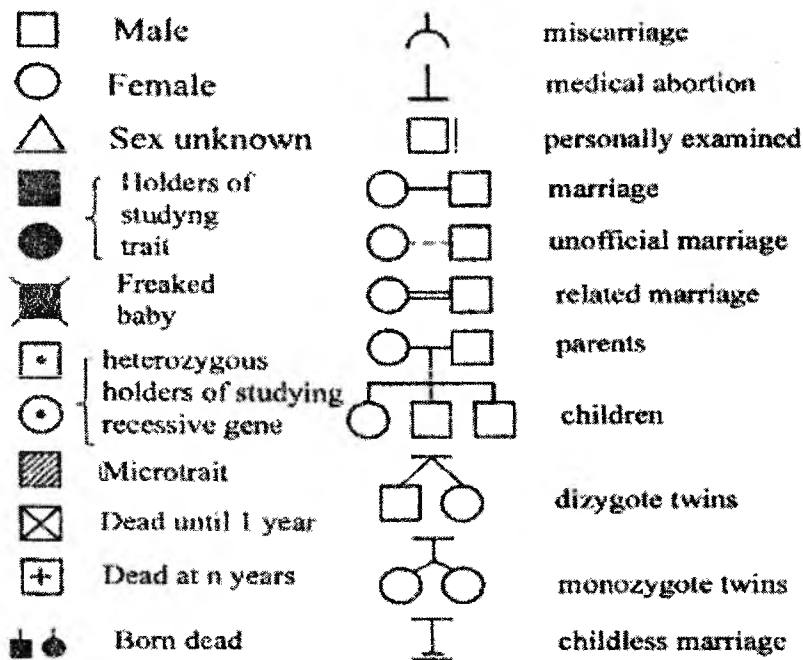 Male
Female
Sex unknown
Holders of
studyng
trait
Freaked
baby
heterozygous
holders of studying
recessive gene
Microtrait
Dead until 1 year
Dead at n years
Born dead
miscarriage
medical abortion
personally examined
marriage
unofficial marriage
related marriage
parents
children
dizygote twins
monozygote twins
childless marriage